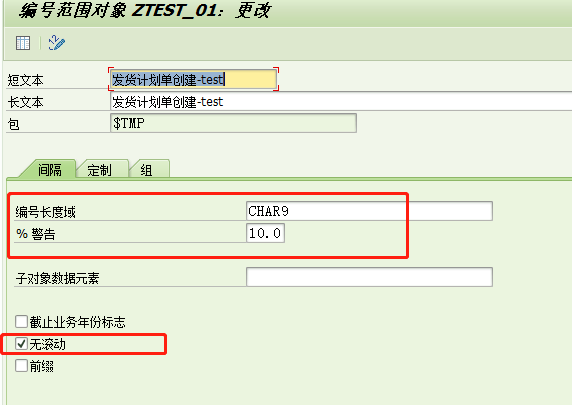 编号范围对象 ZTEST_01: 更改
短文本 发货计划单创建-test
长文本 发货计划单创建-test
包 $TMP
间隔 定制 组
编号长度域 CHAR9
% 警告 10.0
子对象数据元素
截止业务年份标志
无滚动
前缀